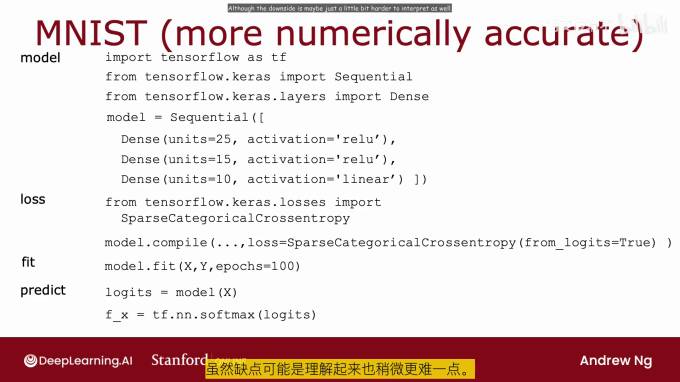 Although the downside is maybe just a little bit harder to interpret as well.
MNIST (more numerically accurate)
model
import tensorflow as tf
from tensorflow.keras import Sequential
from tensorflow.keras.layers import Dense
model = Sequential([
Dense(units=25, activation='relu’),
Dense(units=15, activation='relu’),
Dense(units=10, activation='linear’) ])
loss
from tensorflow.keras.losses import
SparseCategoricalCrossentropy
model.compile(...,loss=SparseCategoricalCrossentropy(from_logits=True) )
fit
model.fit(X,Y,epochs=100)
predict
logits = model(X)
f_x = tf.nn.softmax(logits)
DeepLearning.AI
Stanford
Andrew Ng
虽然缺点可能是理解起来也稍微更难一点。